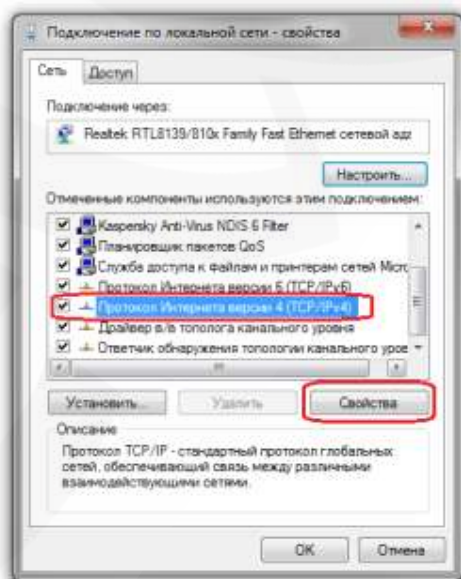 Подключение по локальной сети - свойства
Сеть
Доступ
Подключение через:
Realtek RTL8139/810x Family Fast Ethernet сетевой ада
Настроить...
Отмеченные компоненты используются этим подключением:
Kaspersky Anti-Virus NDIS 6 Filter
Планировщик пакетов QoS
Служба доступа к файлам и принтерам сетей Micro
Протокол Интернета версии 6 (TCP/IPv6)
Протокол Интернета версии 4 (TCP/IPv4)
Драйвер в/в тополога канального уровня
Ответчик обнаружения топологии канального уров
Установить...
Удалить
Свойства
Описание
Протокол TCP/IP - стандартный протокол глобальных
сетей, обеспечивающий связь между различными
взаимодействующими сетями.
OK
Отмена